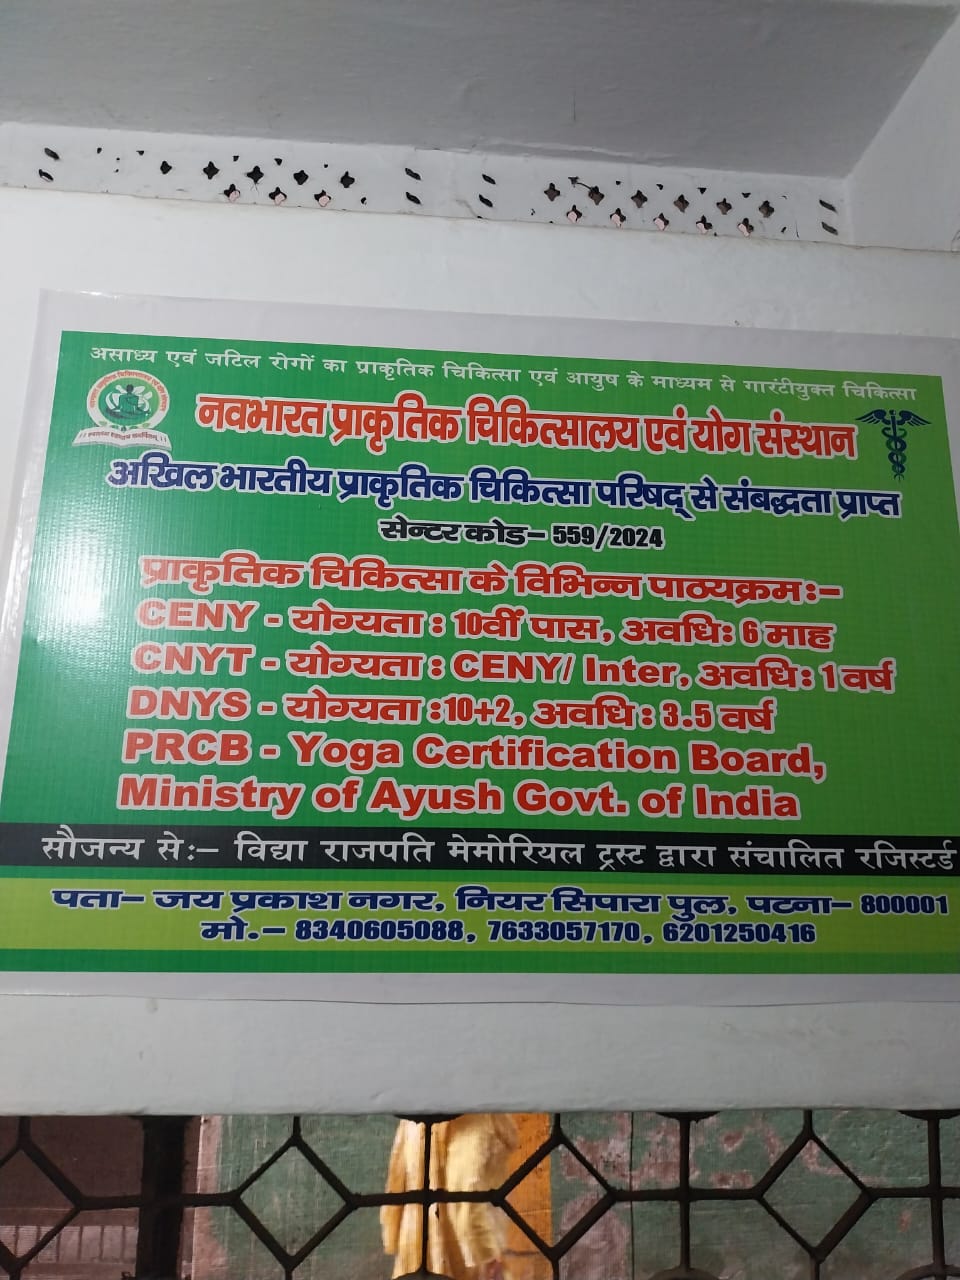 असाध्य एवं जटिल रोगों का प्राकृतिक चिकित्सा एवं आयुष के माध्यम से गारंटीयुक्त चिकित्सा
नवभारत प्राकृतिक चिकित्सालय एवं योग संस्थान
अखिल भारतीय प्राकृतिक चिकित्सा परिषद् से संबद्धता प्राप्त
सेन्टर कोड– 559/2024
प्राकृतिक चिकित्सा के विभिन्न पाठ्यक्रम :–
CENY - योग्यता : 10वीं पास, अवधि: 6 माह
CNYT - योग्यता : CENY/ Inter, अवधि: 1 वर्ष
DNYS - योग्यता :10+2, अवधि : 3.5 वर्ष
PRCB - Yoga Certification Board,
Ministry of Ayush Govt. of India
सौजन्य से:– विद्या राजपति मेमोरियल ट्रस्ट द्वारा संचालित रजिस्टर्ड
पता– जय प्रकाश नगर, नियर सिपारा पुल, पटना– 800001
मो.– 8340605088, 7633057170, 6201250416